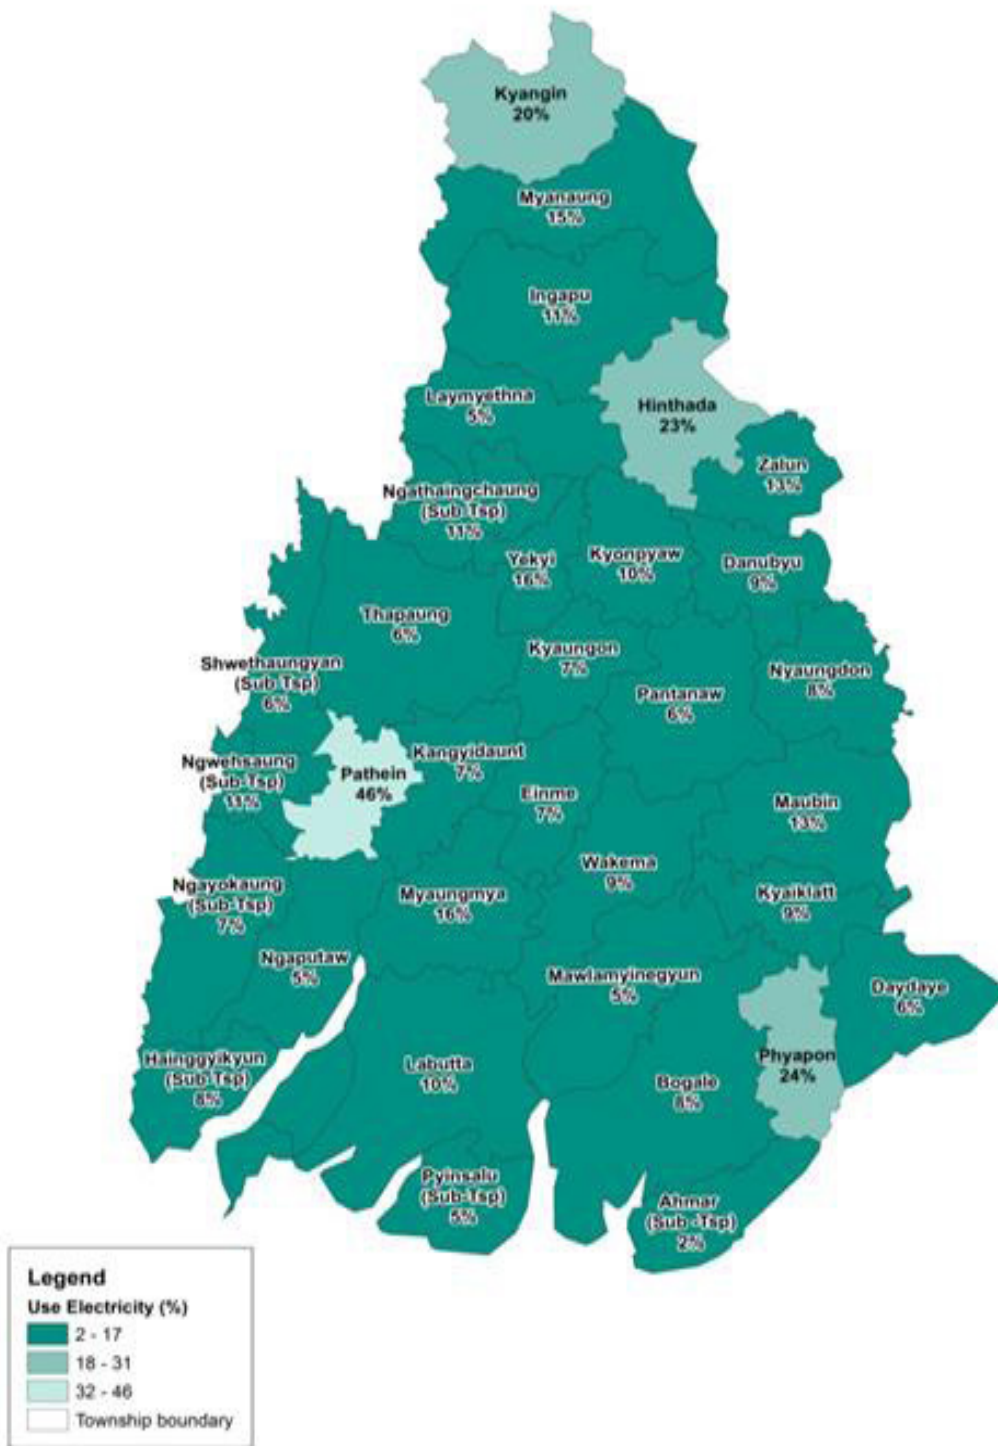 Kyangin
20%
Myanaung
15%
Ingapu
11%
Laymyethna
5%
Hinthada
23%
Zalun
13%
Ngathaingchaung
(Sub-Tsp)
11%
Yekyi
16%
Kyonpyaw
10%
Danubyu
9%
Thapaung
6%
Kyaungon
7%
Shwethaungyan
(Sub-Tsp)
6%
Pantanaw
6%
Nyaungdon
8%
Ngwehsaung
(Sub-Tsp)
11%
Pathein
46%
Kangyidaunt
7%
Einme
7%
Maubin
13%
Wakema
9%
Ngayokaung
(Sub-Tsp)
7%
Myaungmya
16%
Kyaiklatt
9%
Ngaputaw
5%
Mawlamyinegyun
5%
Daydaye
6%
Hainggyikyun
(Sub-Tsp)
8%
Labutta
10%
Bogale
8%
Phyapon
24%
Pyinsalu
(Sub-Tsp)
5%
Ahmar
(Sub -Tsp)
2%
Legend
Use Electricity (%)
2 - 17
18 - 31
32 - 46
Township boundary